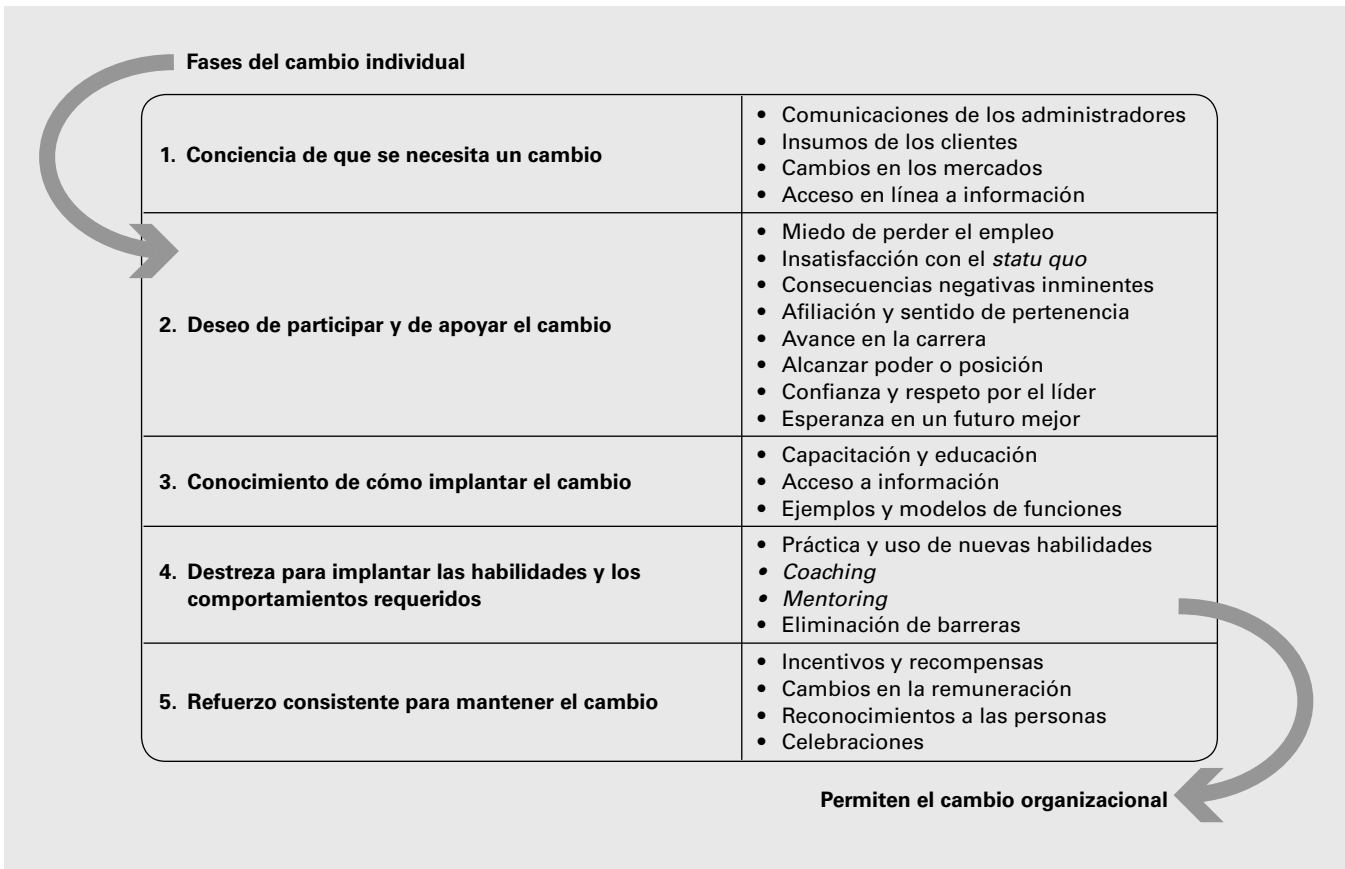 Fases del cambio individual
1. Conciencia de que se necesita un cambio
• Comunicaciones de los administradores
• Insumos de los clientes
• Cambios en los mercados
• Acceso en línea a información
2. Deseo de participar y de apoyar el cambio
• Miedo de perder el empleo
• Insatisfacción con el statu quo
• Consecuencias negativas inminentes
• Afiliación y sentido de pertenencia
• Avance en la carrera
• Alcanzar poder o posición
• Confianza y respeto por el líder
• Esperanza en un futuro mejor
3. Conocimiento de cómo implantar el cambio
• Capacitación y educación
• Acceso a información
• Ejemplos y modelos de funciones
4. Destreza para implantar las habilidades y los
comportamientos requeridos
• Práctica y uso de nuevas habilidades
• Coaching
• Mentoring
• Eliminación de barreras
5. Refuerzo consistente para mantener el cambio
• Incentivos y recompensas
• Cambios en la remuneración
• Reconocimientos a las personas
• Celebraciones
Permiten el cambio organizacional